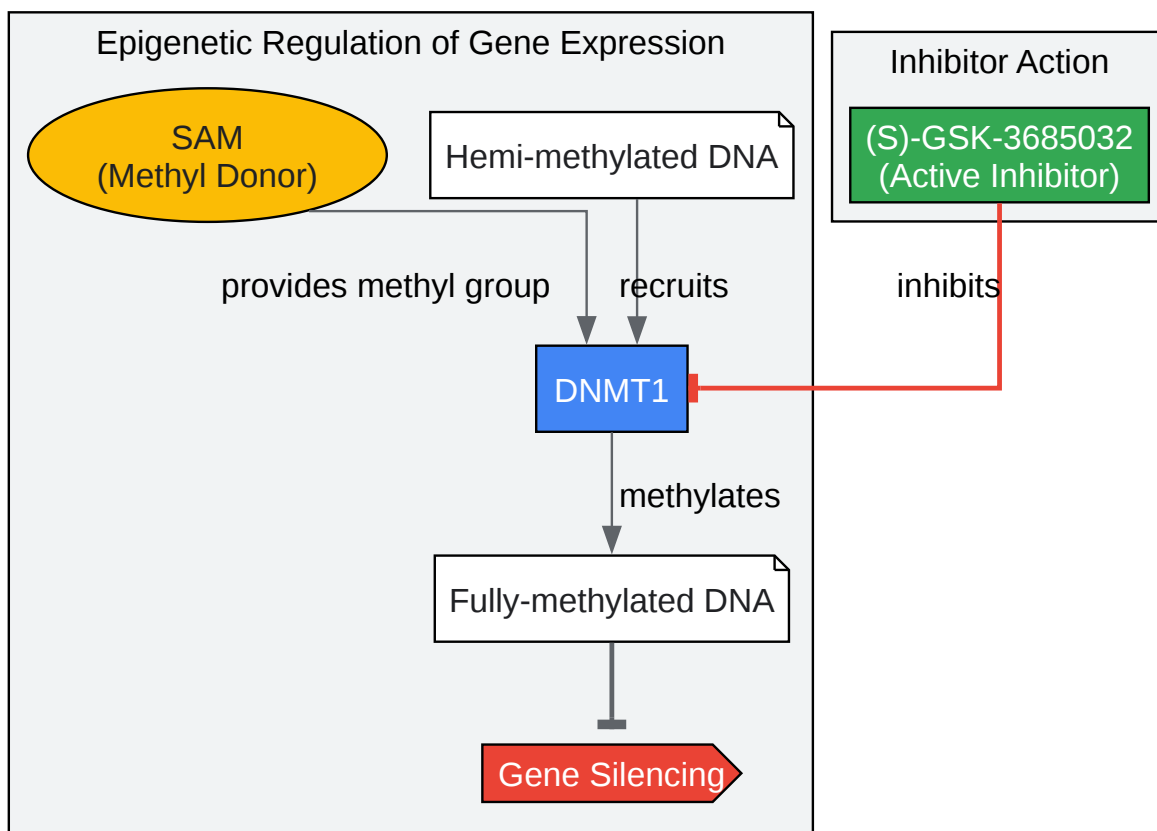 Epigenetic Regulation of Gene Expression
Inhibitor Action
SAM
(Methyl Donor)
Hemi-methylated DNA
(S)-GSK-3685032
(Active Inhibitor)
provides methyl group
recruits
inhibits
DNMT1
methylates
Fully-methylated DNA
Gene Silencing